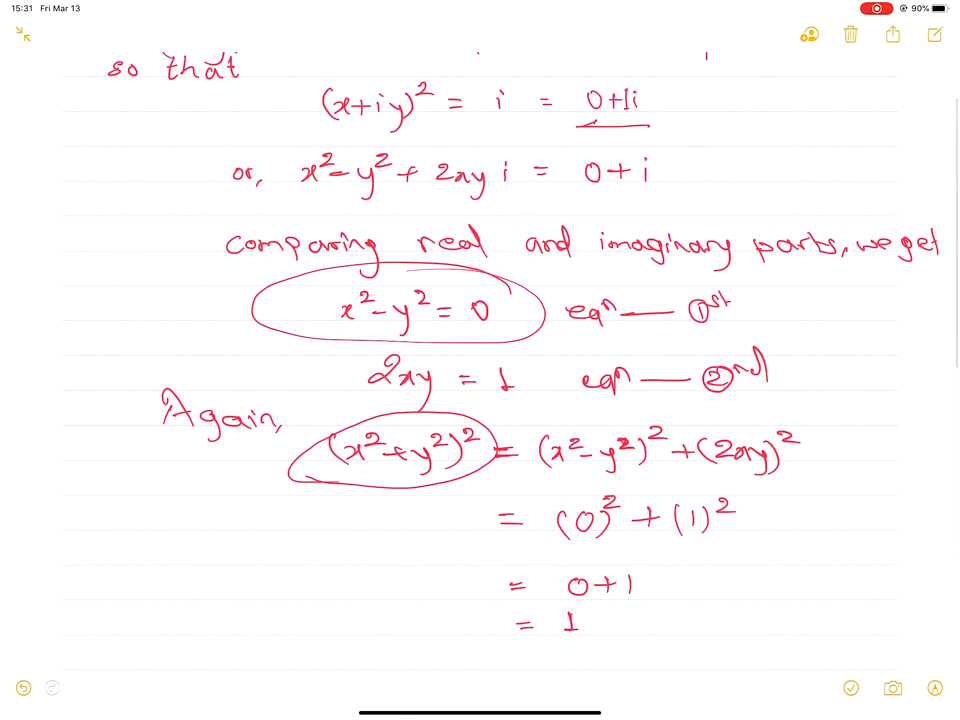 15:31 Fri Mar 13
90%
so that
(x+iy)² = i = 0+1i
or, x²-y²+2xyi = 0+i
comparing real and imaginary parts, we get
x²-y²=0 eqn — ①st
2xy = 1 eqn — ②nd
Again,
(x²+y²)² = (x²-y²)²+(2xy)²
= (0)²+(1)²
= 0+1
= 1